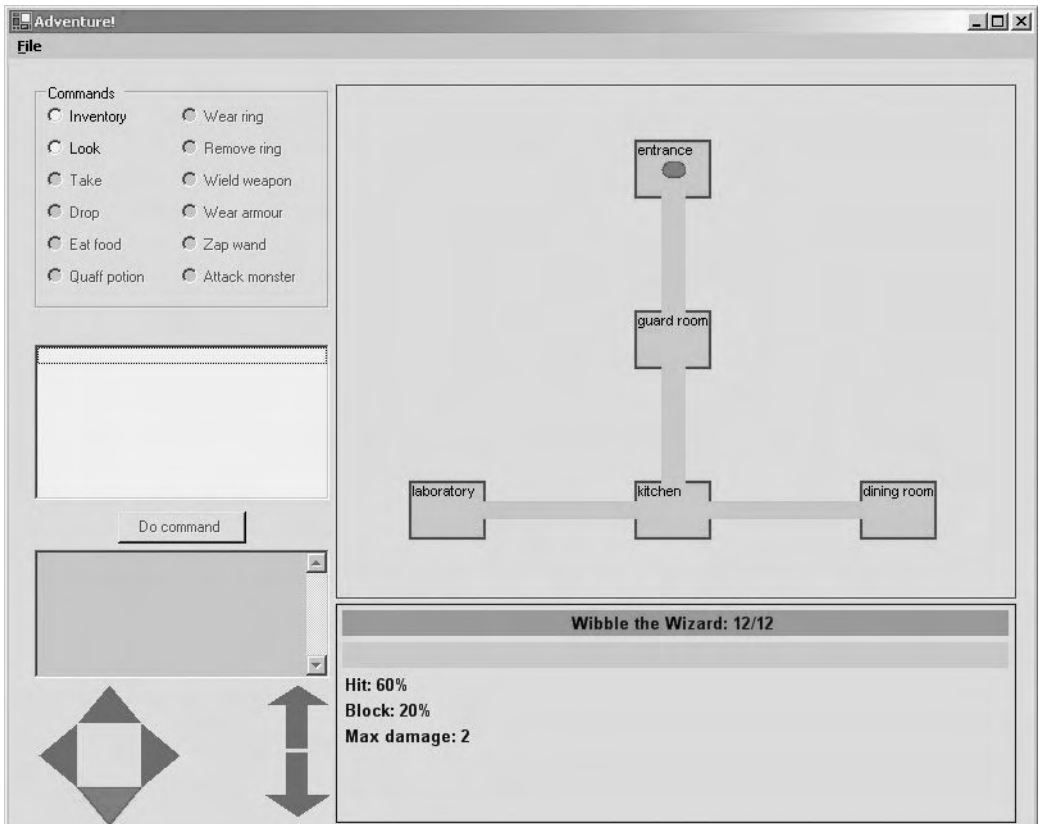 Adventure!
File
Commands
Inventory
Wear ring
Look
Remove ring
Take
Wield weapon
Drop
Wear armour
Eat food
Zap wand
Quaff potion
Attack monster
Do command
entrance
guard room
laboratory
kitchen
dining room
Wibble the Wizard: 12/12
Hit: 60%
Block: 20%
Max damage: 2